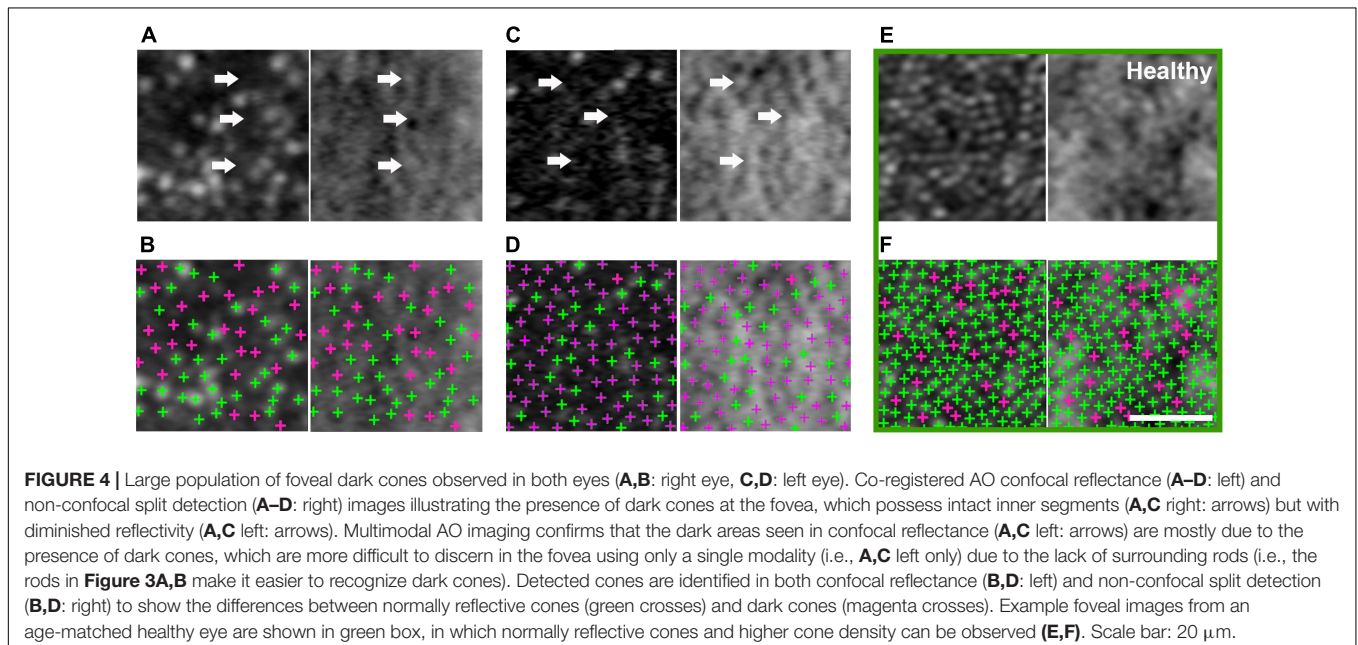 A
C
E
Healthy
B
D
F
FIGURE 4 | Large population of foveal dark cones observed in both eyes (A,B: right eye, C,D: left eye). Co-registered AO confocal reflectance (A–D: left) and
non-confocal split detection (A–D: right) images illustrating the presence of dark cones at the fovea, which possess intact inner segments (A,C right: arrows) but with
diminished reflectivity (A,C left: arrows). Multimodal AO imaging confirms that the dark areas seen in confocal reflectance (A,C left: arrows) are mostly due to the
presence of dark cones, which are more difficult to discern in the fovea using only a single modality (i.e., A,C left only) due to the lack of surrounding rods (i.e., the
rods in Figure 3A,B make it easier to recognize dark cones). Detected cones are identified in both confocal reflectance (B,D: left) and non-confocal split detection
(B,D: right) to show the differences between normally reflective cones (green crosses) and dark cones (magenta crosses). Example foveal images from an
age-matched healthy eye are shown in green box, in which normally reflective cones and higher cone density can be observed (E,F). Scale bar: 20 μm.